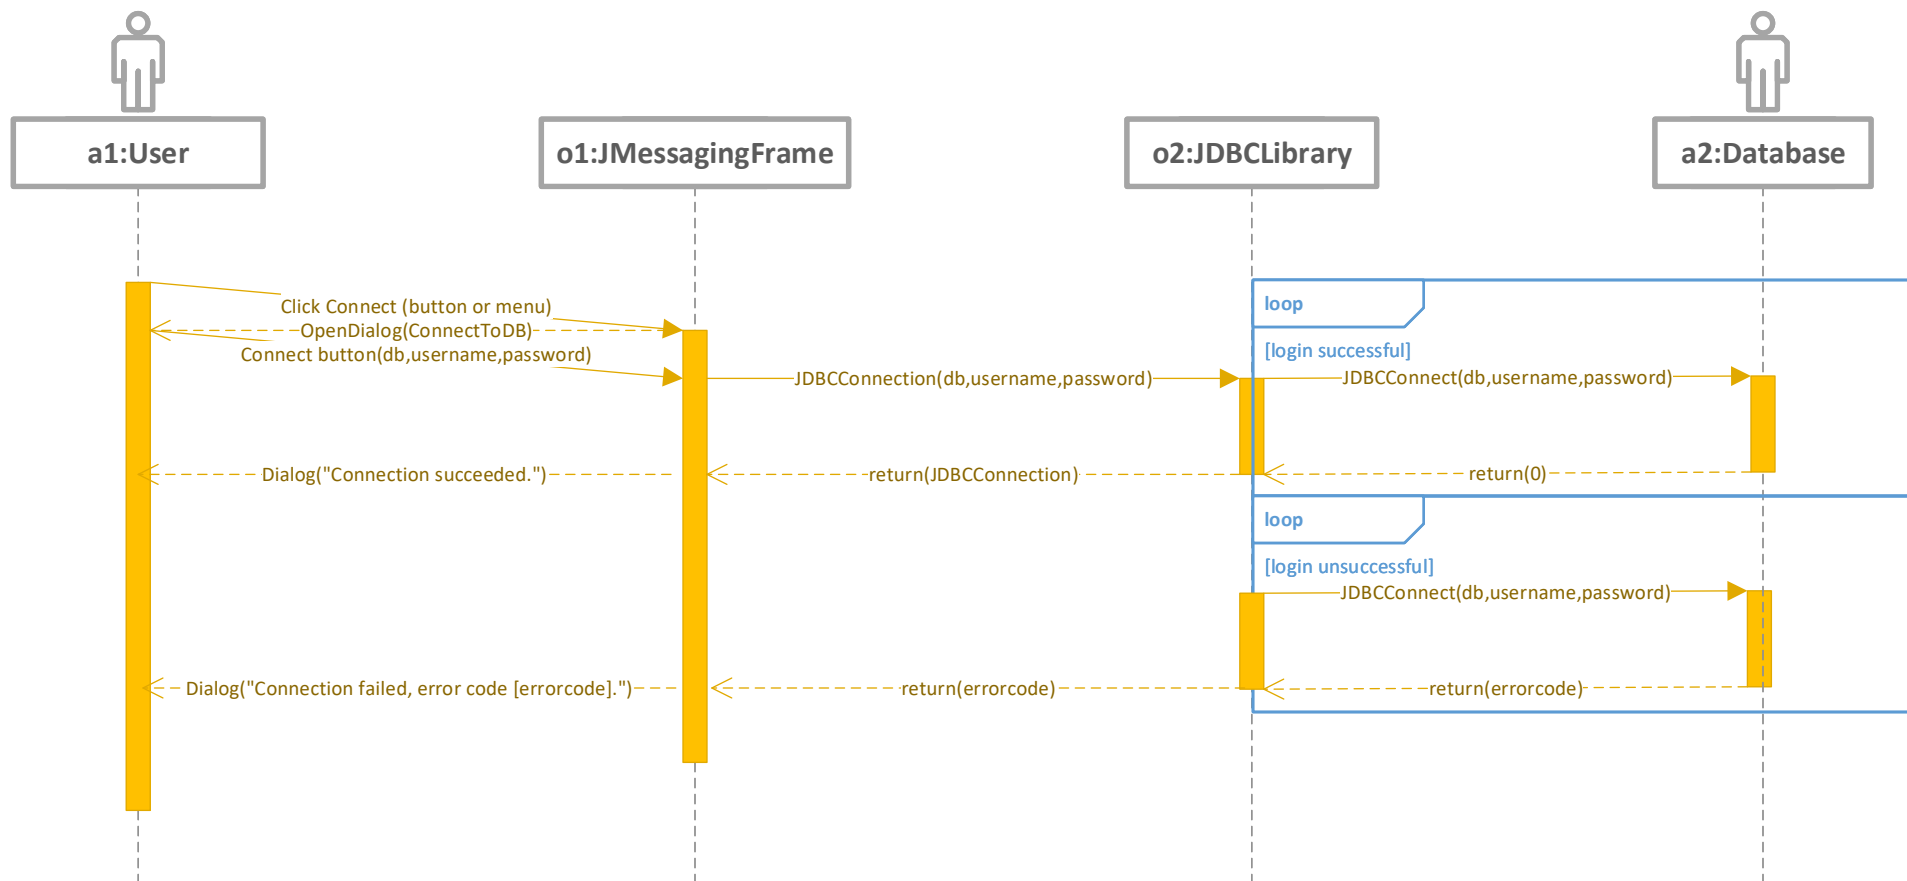 a1:User
o1:JMessagingFrame
o2:JDBCLibrary
a2:Database
loop
Click Connect (button or menu)
OpenDialog(ConnectToDB)
[login successful]
Connect button(db,username,password)
JDBCConnection(db,username,password)
JDBCConnect(db,username,password)
Dialog("Connection succeeded.")
return(JDBCConnection)
return(0)
loop
[login unsuccessful]
JDBCConnect(db,username,password)
Dialog("Connection failed, error code [errorcode].")
return(errorcode)
return(errorcode)